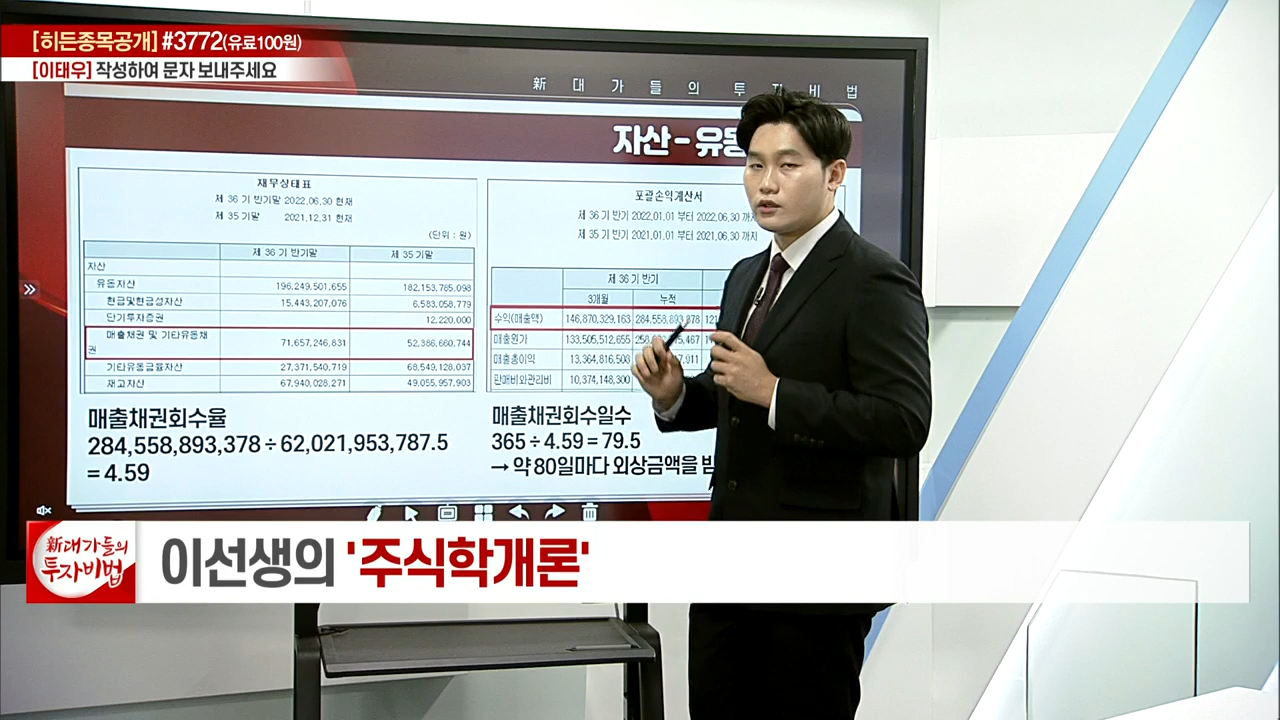 [히든종목공개] #3772(유료100원)
[이태우] 작성하여 문자 보내주세요
新 대 가 들 의 투 자 비 법
자산 - 유동
재무상태표
제 36 기 반기말 2022.06.30 현재
제 35 기말 2021.12.31 현재
(단위 : 원)
제 36 기 반기말 제 35 기말
자산
유동자산 196,249,501,655 182,153,785,098
현금및현금성자산 15,443,207,076 6,583,058,779
단기투자증권 12,220,000
매출채권 및 기타유동채권 71,657,246,831 52,386,660,744
기타유동금융자산 27,371,540,719 68,549,128,037
재고자산 67,940,028,271 49,055,957,903
포괄손익계산서
제 36 기 반기 2022.01.01 부터 2022.06.30 까지
제 35 기 반기 2021.01.01 부터 2021.06.30 까지
제 36 기 반기
3개월 누적
수익(매출액) 146,870,329,163 284,558,893,378 121
매출원가 133,505,512,655
매출총이익 13,364,816,508
판매비와관리비 10,374,148,300
매출채권회수율
284,558,893,378 ÷ 62,021,953,787.5
= 4.59
매출채권회수일수
365 ÷ 4.59 = 79.5
→ 약 80일마다 외상금액을
新대가들의
투자비법
이선생의 '주식학개론'